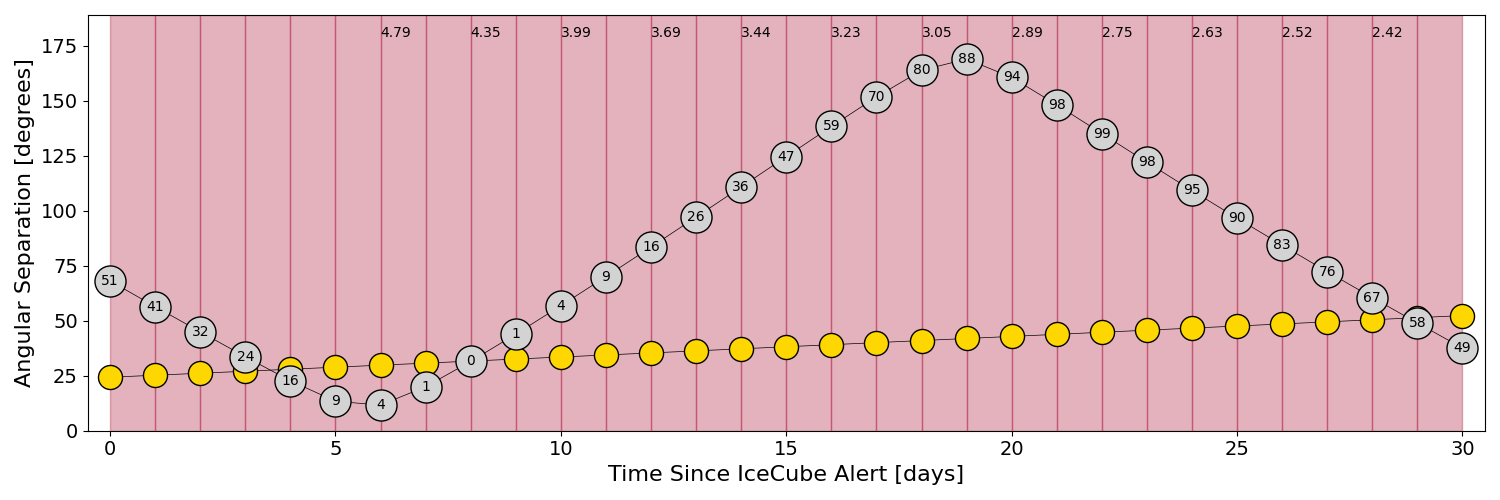 4.79 4.35 3.99 3.69 3.44 3.23 3.05 2.89 2.75 2.63 2.52 2.42
175
150
125
100
75
50
25
0
Angular Separation [degrees]
51 41 32 24 16 9 4 1 0 1 4 9 16 26 36 47 59 70 80 88 94 98 99 98 95 90 83 76 67 58 49
0 5 10 15 20 25 30
Time Since IceCube Alert [days]